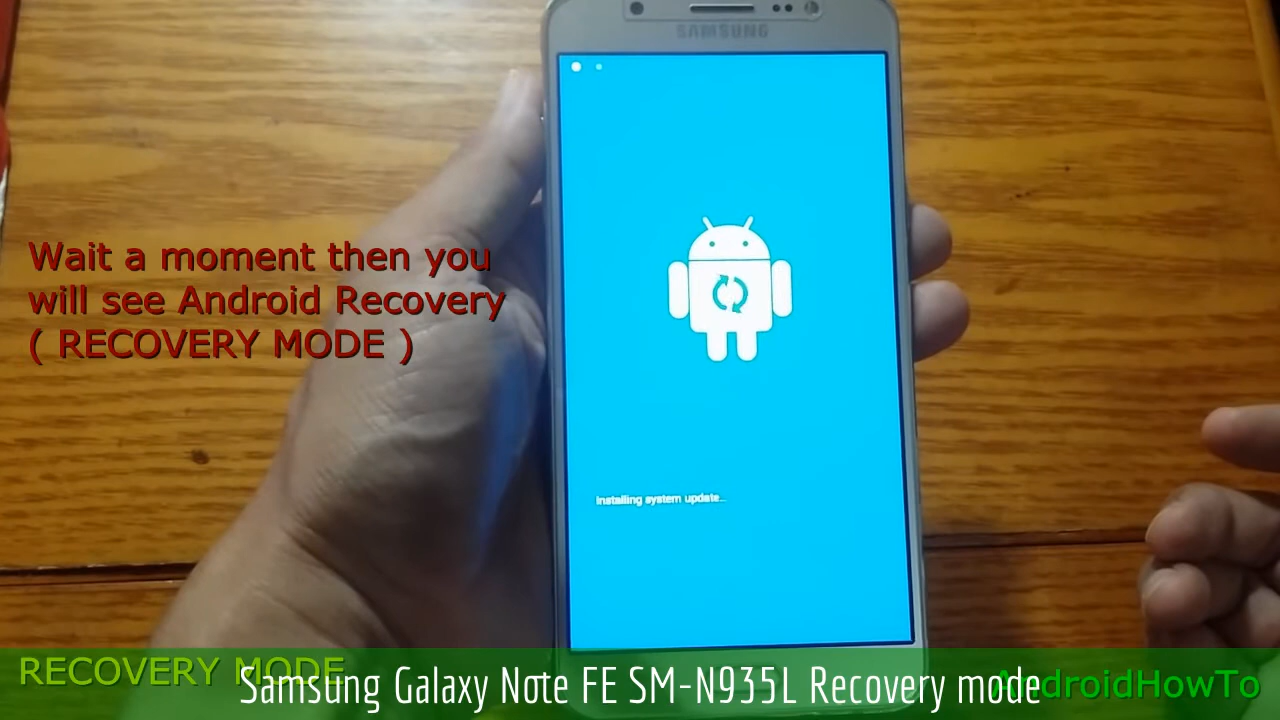 SAMSUNG
Wait a moment then you
will see Android Recovery
( RECOVERY MODE )
Installing system update...
RECOVERY MODE
Samsung Galaxy Note FE SM-N935L Recovery mode
AndroidHowTo